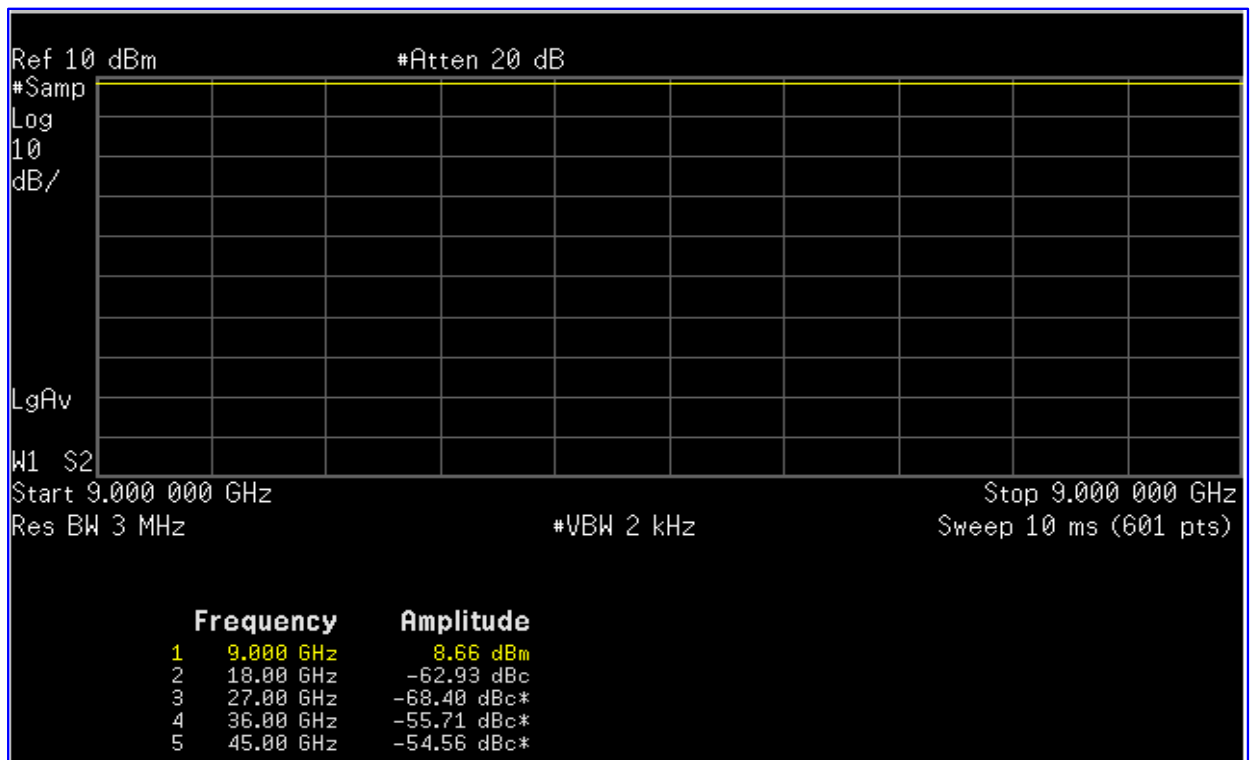 Ref 10 dBm #Atten 20 dB
#Samp
Log
10
dB/
LgAv
W1 S2
Start 9.000 000 GHz Stop 9.000 000 GHz
Res BW 3 MHz #VBW 2 kHz Sweep 10 ms (601 pts)
Frequency Amplitude
1 9.000 GHz 8.66 dBm
2 18.00 GHz -62.93 dBc
3 27.00 GHz -68.40 dBc*
4 36.00 GHz -55.71 dBc*
5 45.00 GHz -54.56 dBc*